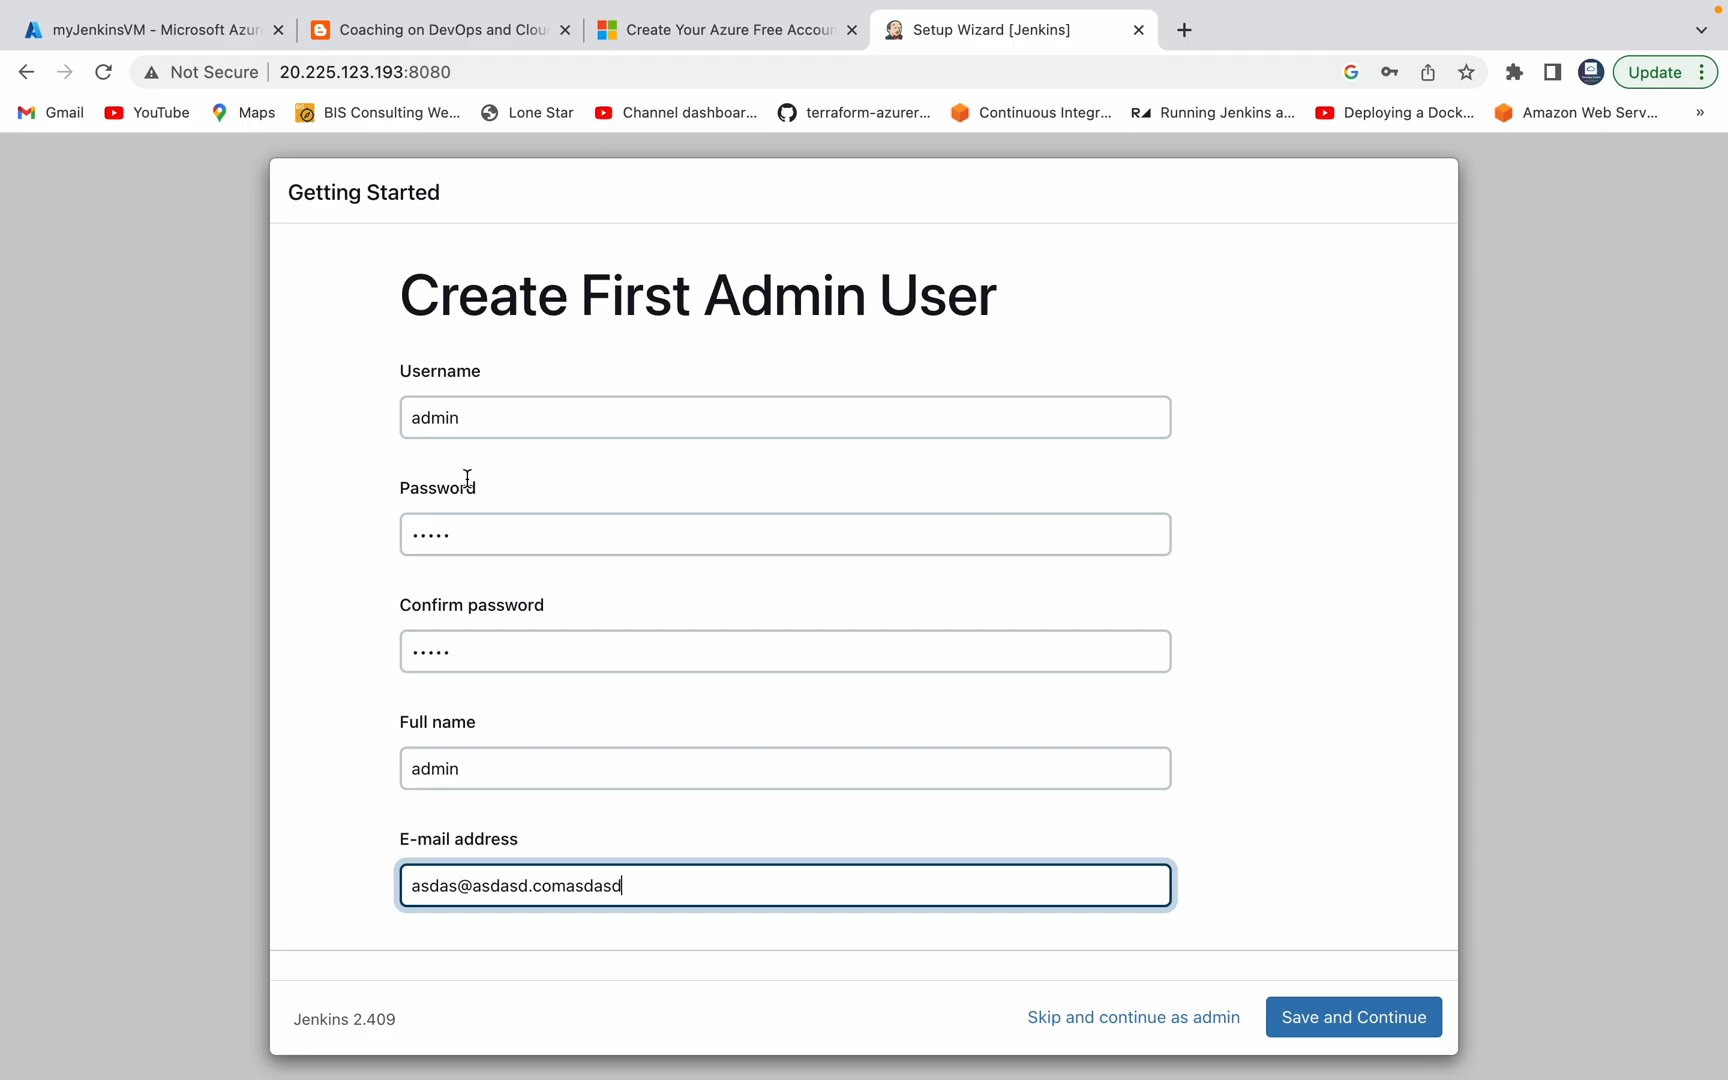 myJenkinsVM - Microsoft Azur
Coaching on DevOps and Clou
Create Your Azure Free Accoun
Setup Wizard [Jenkins]
Not Secure
20.225.123.193:8080
Update
Gmail
YouTube
Maps
BIS Consulting We...
Lone Star
Channel dashboar...
terraform-azurer...
Continuous Integr...
Running Jenkins a...
Deploying a Dock...
Amazon Web Serv...
»
Getting Started
Create First Admin User
Username
admin
Password
•••••
Confirm password
•••••
Full name
admin
E-mail address
asdas@asdasd.comasdasd
Jenkins 2.409
Skip and continue as admin
Save and Continue